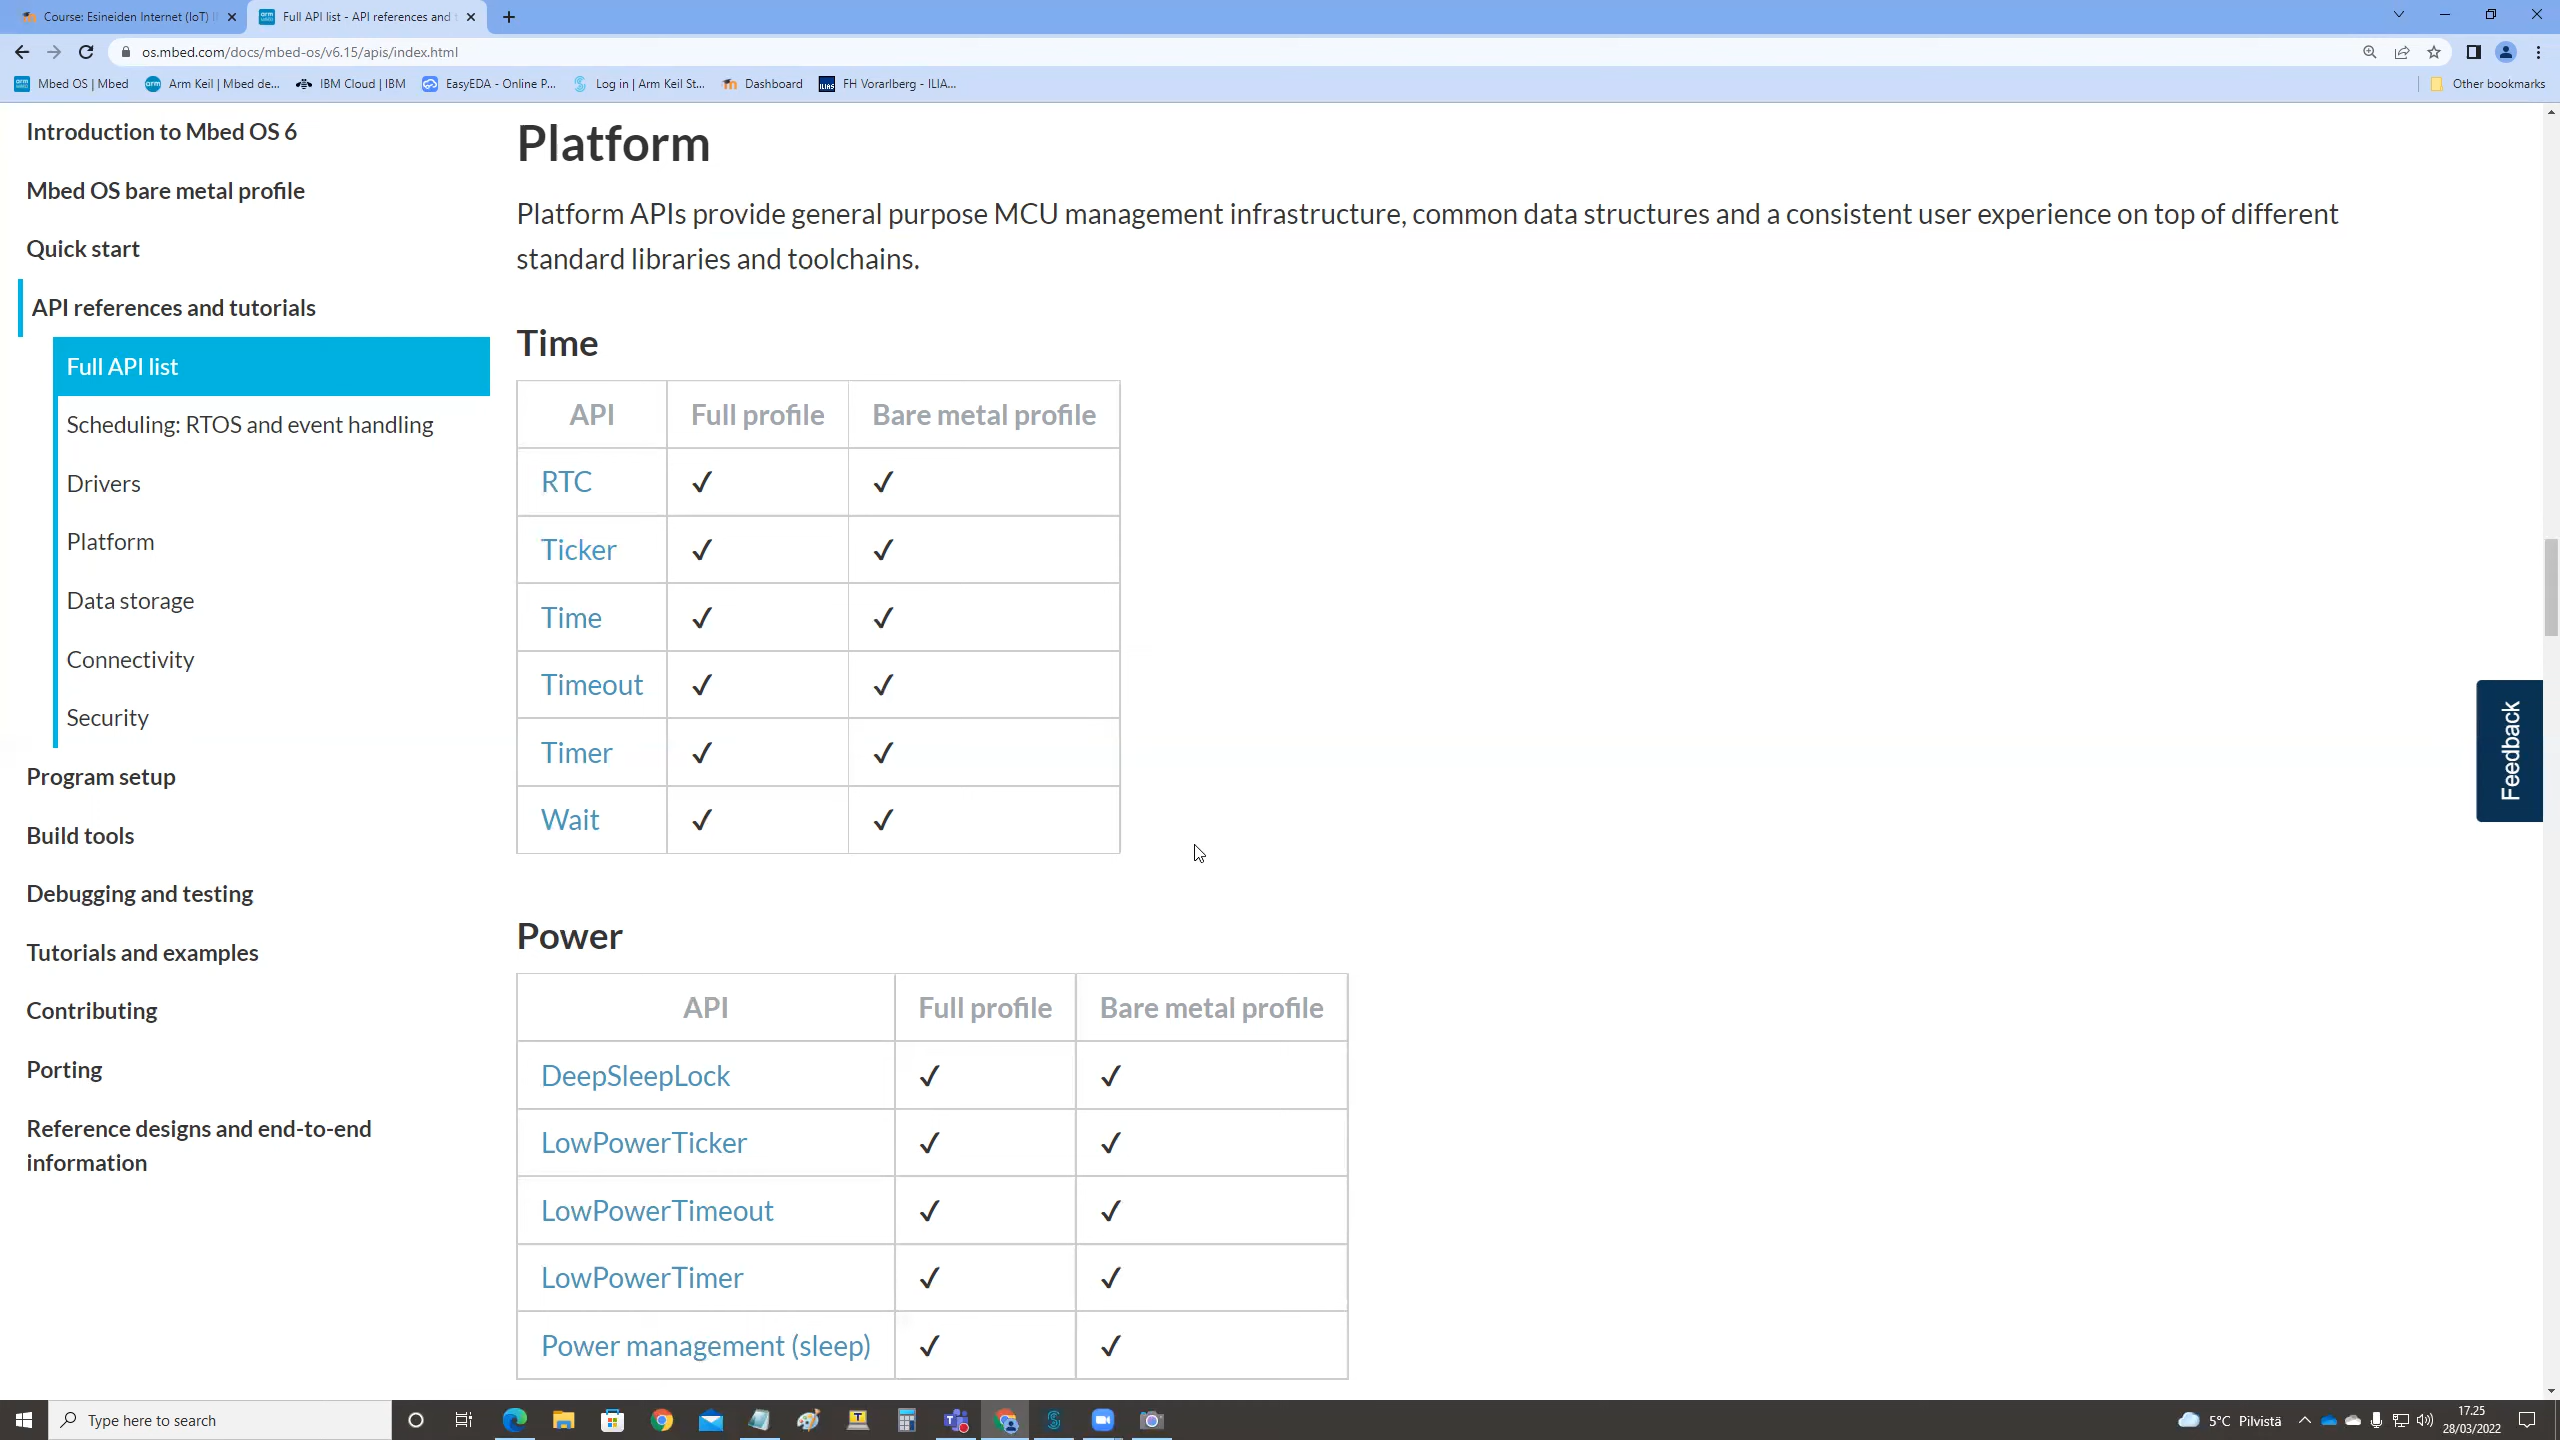 Course: Esineiden Internet (IoT) I
Full API list - API references and t
os.mbed.com/docs/mbed-os/v6.15/apis/index.html
Mbed OS | Mbed
Arm Keil | Mbed de...
IBM Cloud | IBM
EasyEDA - Online P...
Log in | Arm Keil St...
Dashboard
FH Vorarlberg - ILIA...
Other bookmarks
Introduction to Mbed OS 6
Mbed OS bare metal profile
Quick start
API references and tutorials
Full API list
Scheduling: RTOS and event handling
Drivers
Platform
Data storage
Connectivity
Security
Program setup
Build tools
Debugging and testing
Tutorials and examples
Contributing
Porting
Reference designs and end-to-end
information
Platform
Platform APIs provide general purpose MCU management infrastructure, common data structures and a consistent user experience on top of different
standard libraries and toolchains.
Time
API Full profile Bare metal profile
RTC ✓ ✓
Ticker ✓ ✓
Time ✓ ✓
Timeout ✓ ✓
Timer ✓ ✓
Wait ✓ ✓
Power
API Full profile Bare metal profile
DeepSleepLock ✓ ✓
LowPowerTicker ✓ ✓
LowPowerTimeout ✓ ✓
LowPowerTimer ✓ ✓
Power management (sleep) ✓ ✓
Feedback
Type here to search
5°C Pilvistä
17.25
28/03/2022